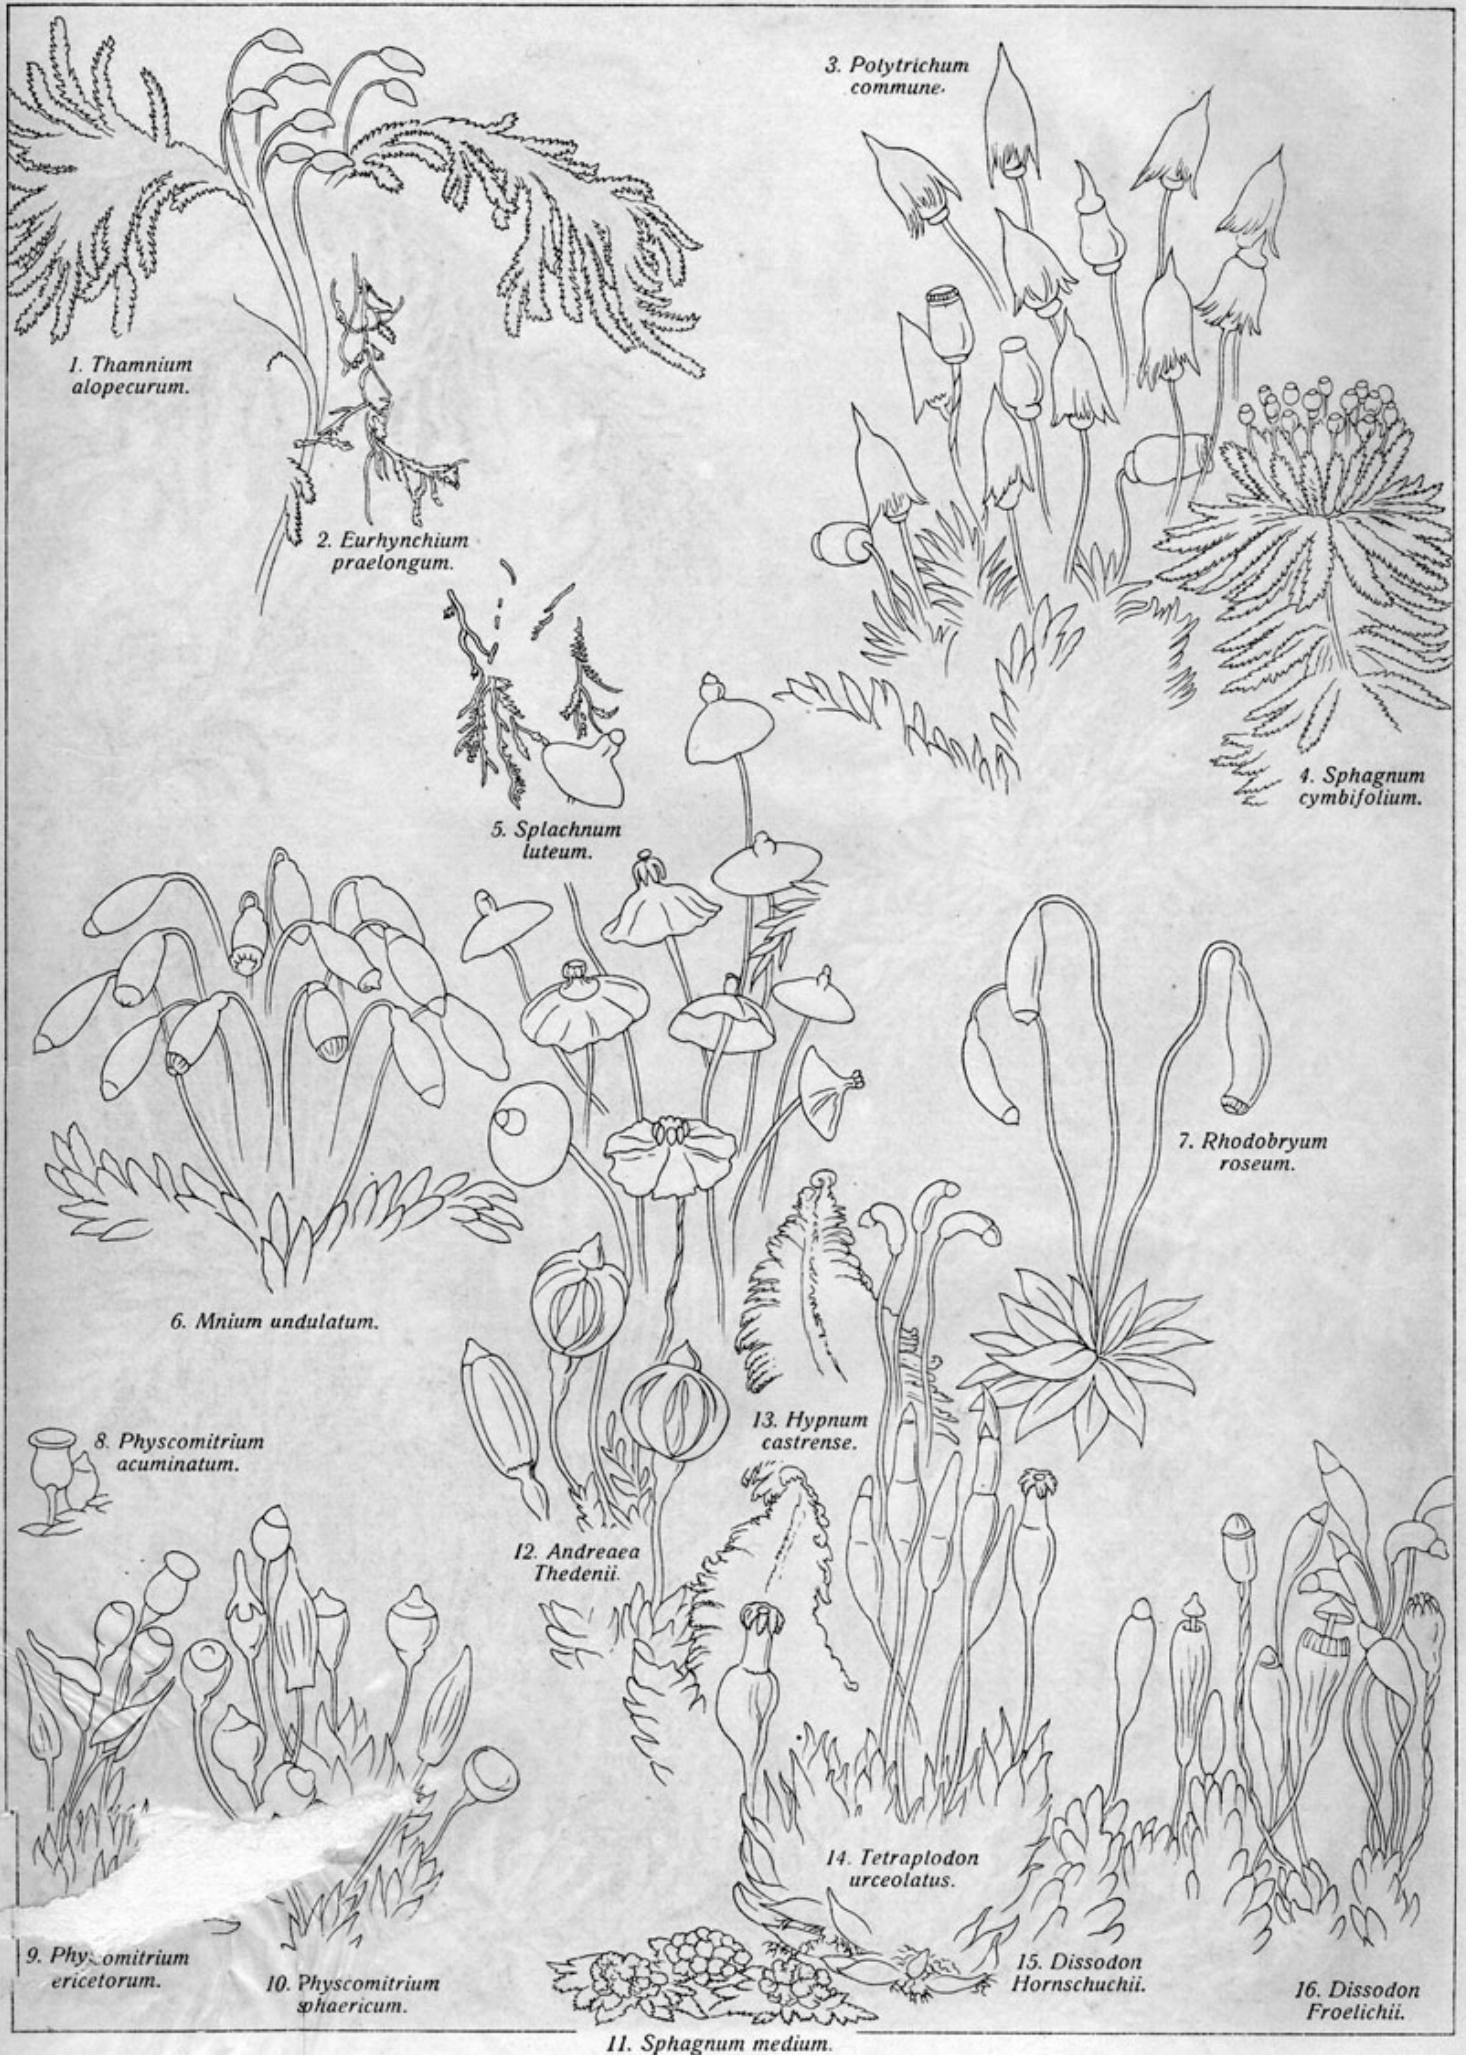 1. Thamnium
alopecurum.
2. Eurhynchium
praelongum.
3. Polytrichum
commune.
4. Sphagnum
cymbifolium.
5. Splachnum
luteum.
6. Mnium undulatum.
7. Rhodobryum
roseum.
8. Physcomitrium
acuminatum.
13. Hypnum
castrense.
12. Andreaea
Thedenii.
14. Tetraplodon
urceolatus.
9. Physcomitrium
ericetorum.
10. Physcomitrium
sphaericum.
15. Dissodon
Hornschuchii.
16. Dissodon
Froelichii.
11. Sphagnum medium.